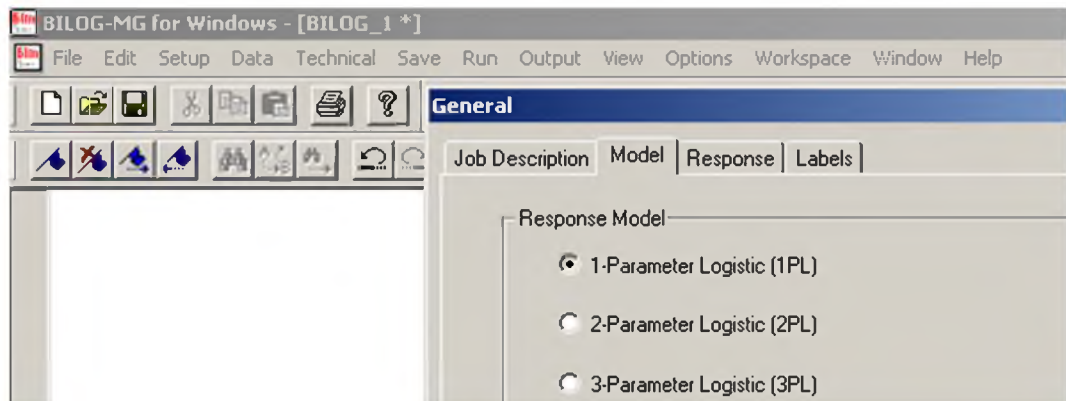 BILOG-MG for Windows - [BILOG_1 *]
File Edit Setup Data Technical Save Run Output View Options Workspace Window Help
General
Job Description Model Response Labels
Response Model
1-Parameter Logistic (1PL)
2-Parameter Logistic (2PL)
3-Parameter Logistic (3PL)